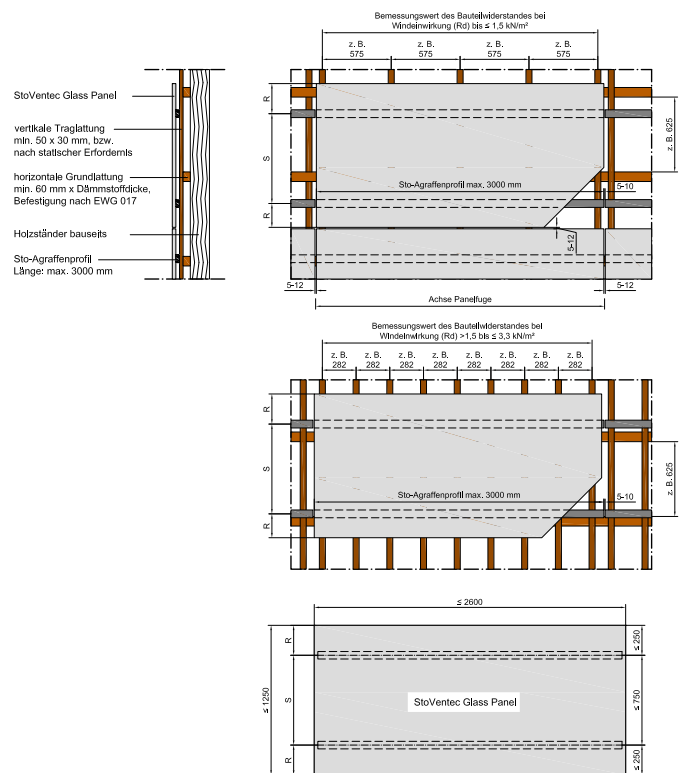 Bemessungswert des Bauteilwiderstandes bei
Windeinwirkung (Rd) bis ≤ 1,5 kN/m²
z. B. z. B. z. B. z. B.
575 575 575 575
StoVentec Glass Panel
vertikale Traglattung
min. 50 x 30 mm, bzw.
nach statischer Erfordernis
horizontale Grundlattung
min. 60 mm x Dämmstoffdicke,
Befestigung nach EWG 017
Holzständer bauseits
Sto-Agraffenprofil
Länge: max. 3000 mm
R
S
R
z. B. 625
Sto-Agraffenprofil max. 3000 mm
5-10
5-12
5-12
5-12
Achse Panelfuge
Bemessungswert des Bauteilwiderstandes bei
Windeinwirkung (Rd) >1,5 bis ≤ 3,3 kN/m²
z. B. z. B. z. B. z. B. z. B. z. B. z. B. z. B.
282 282 282 282 282 282 282 282
R
S
R
z. B. 625
Sto-Agraffenprofil max. 3000 mm
5-10
≤ 2600
≤ 1250
R
S
R
≤ 250
≤ 750
≤ 250
StoVentec Glass Panel